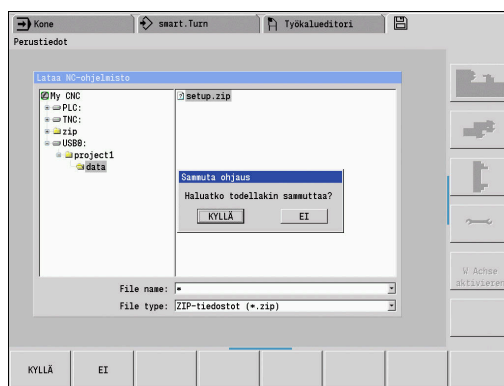 Kone
smart.Turn
Työkalueditori
Perustiedot
Lataa NC-ohjelmisto
My CNC
PLC:
TNC:
zip
USB0:
project1
data
setup.zip
Sammuta ohjaus
Haluatko todellakin sammuttaa?
KYLLÄ
EI
File name: *
File type: ZIP-tiedostot (*.zip)
W Achse
aktivieren
KYLLÄ
EI